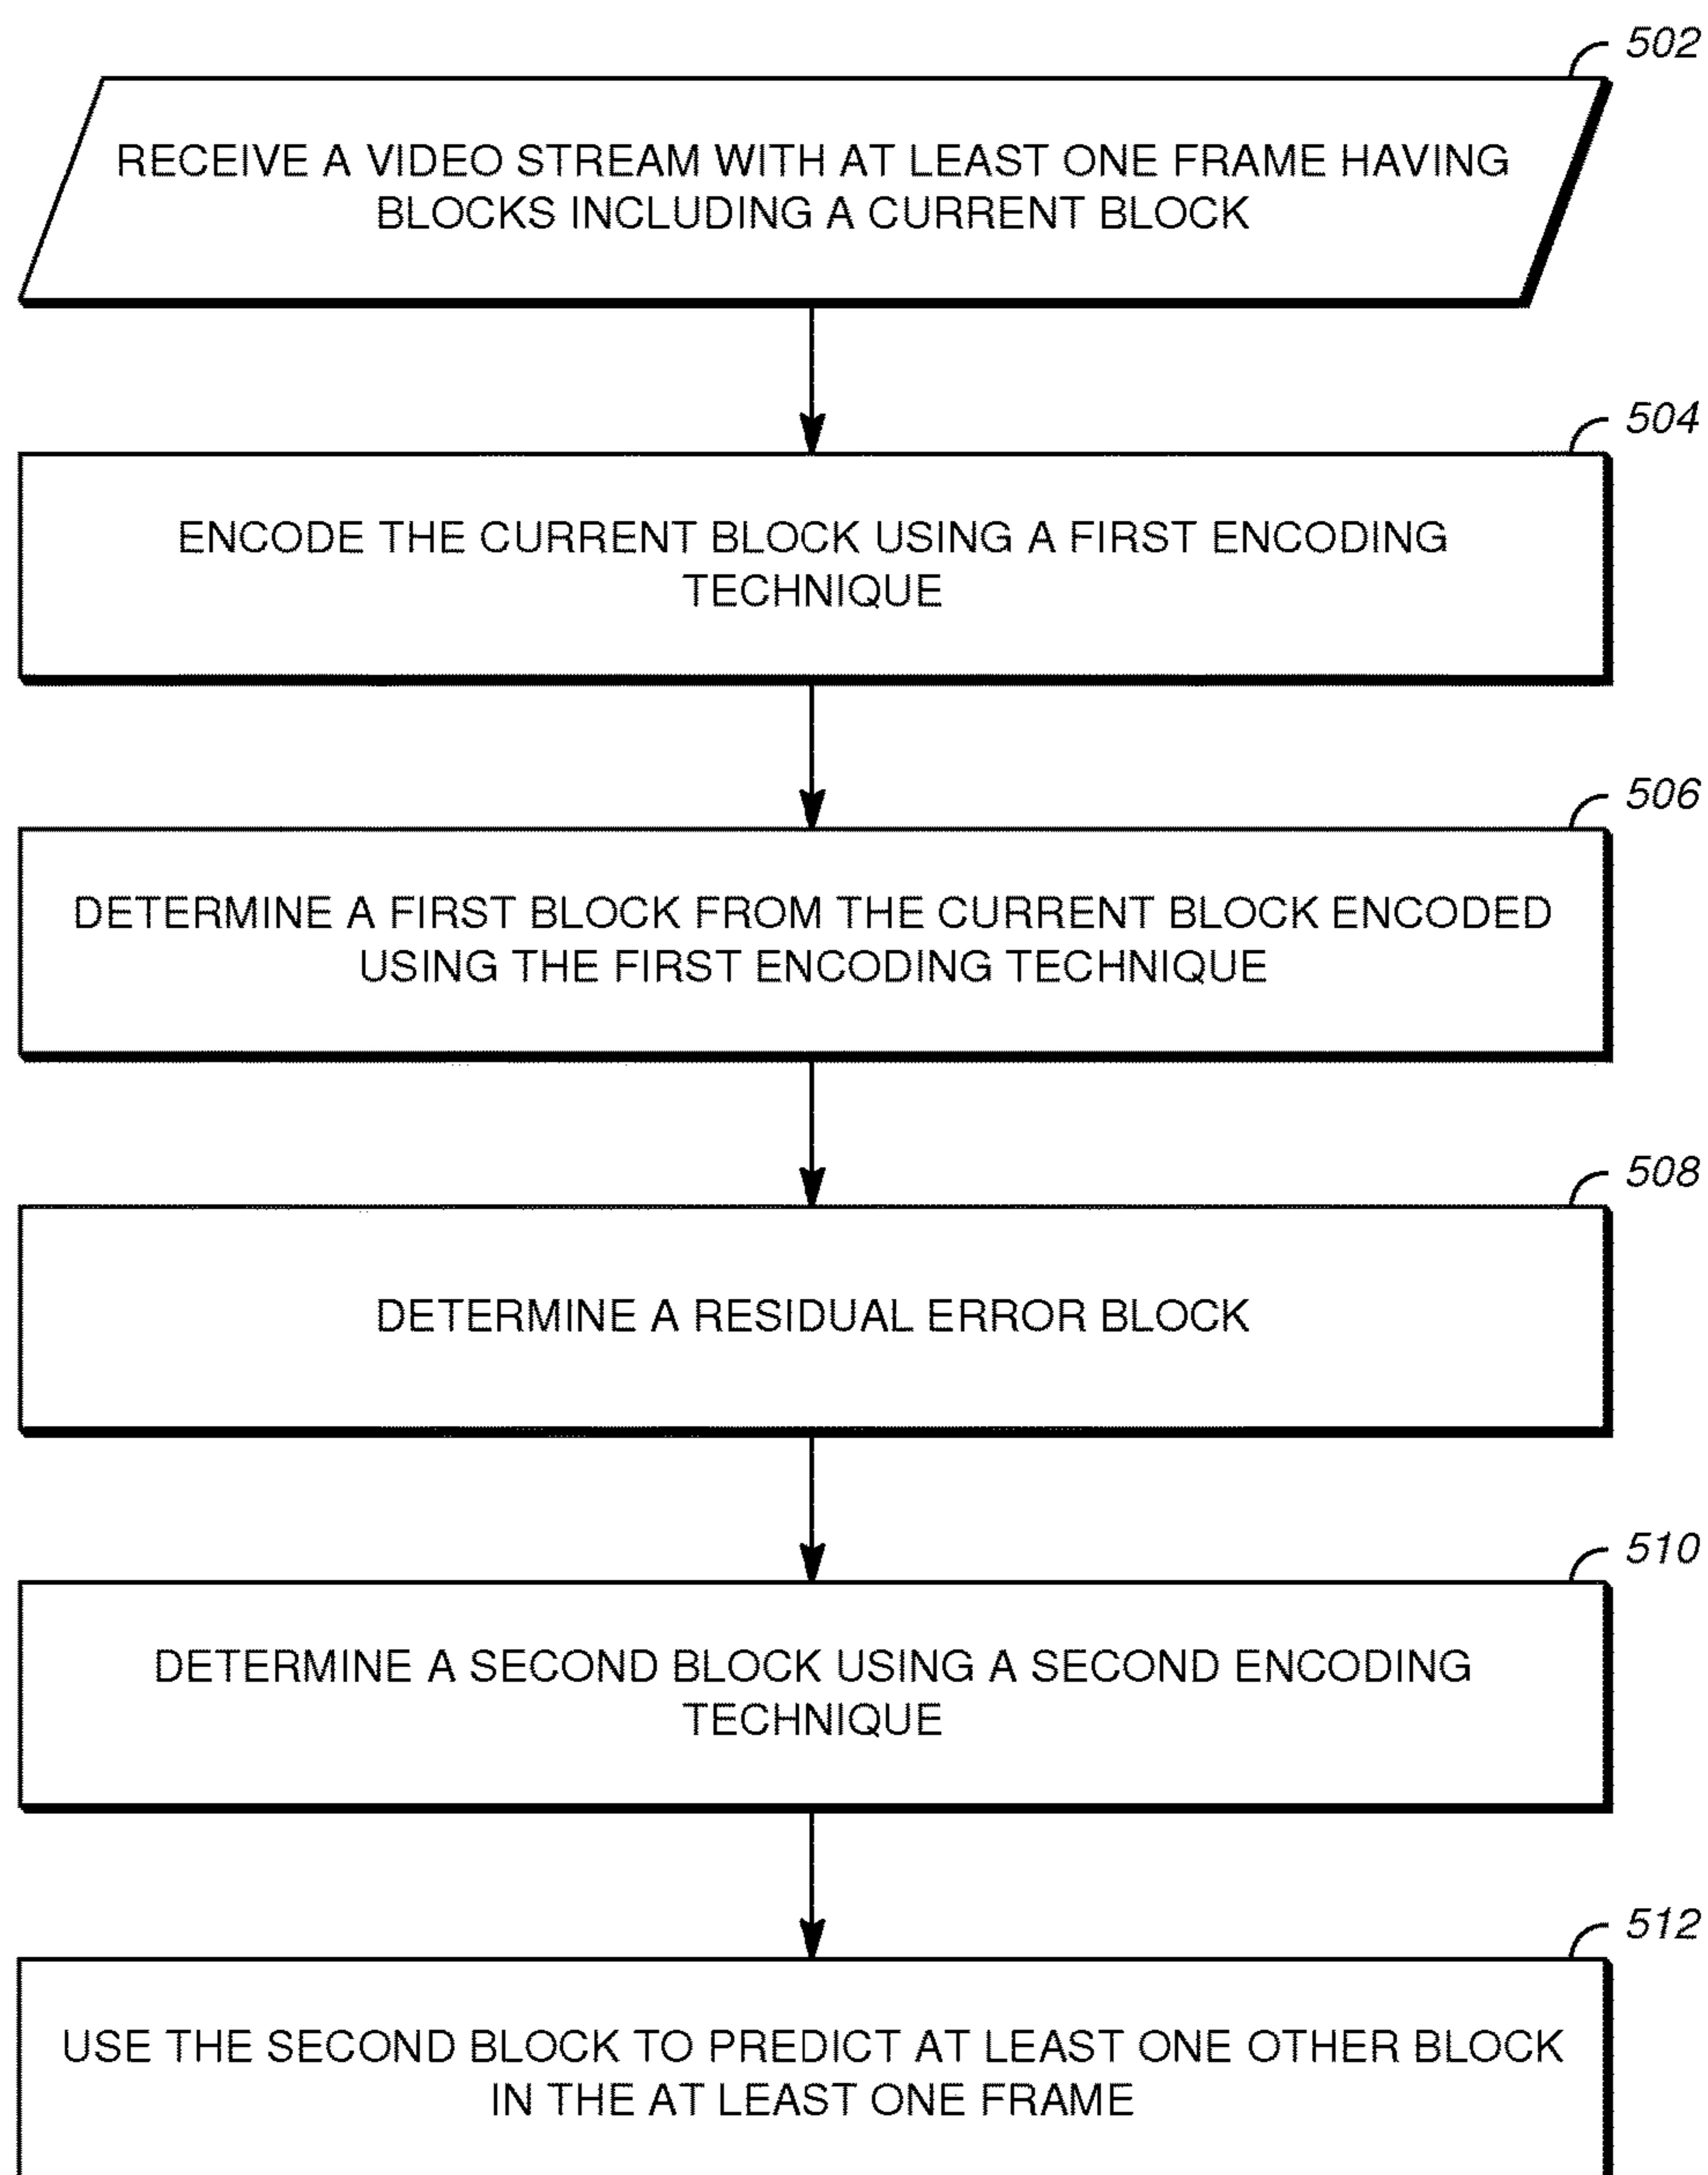 502
RECEIVE A VIDEO STREAM WITH AT LEAST ONE FRAME HAVING
BLOCKS INCLUDING A CURRENT BLOCK
504
ENCODE THE CURRENT BLOCK USING A FIRST ENCODING
TECHNIQUE
506
DETERMINE A FIRST BLOCK FROM THE CURRENT BLOCK ENCODED
USING THE FIRST ENCODING TECHNIQUE
508
DETERMINE A RESIDUAL ERROR BLOCK
510
DETERMINE A SECOND BLOCK USING A SECOND ENCODING
TECHNIQUE
512
USE THE SECOND BLOCK TO PREDICT AT LEAST ONE OTHER BLOCK
IN THE AT LEAST ONE FRAME